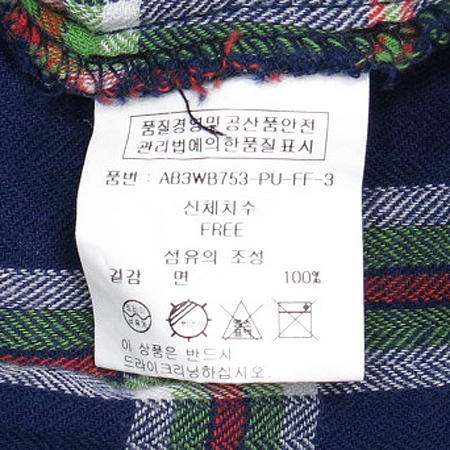 품질경영및 공산품안전
관리법에의한품질표시
품번 : AB3WB753-PU-FF-3
신체치수
FREE
섬유의 조성
겉감 면 100%
이 상품은 반드시
드라이크리닝하십시오.